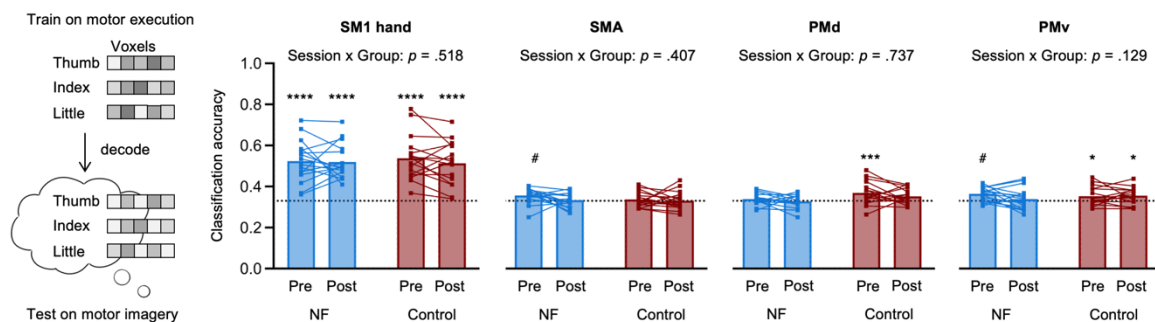 Train on motor execution
Voxels
Thumb
Index
Little
decode
Thumb
Index
Little
Test on motor imagery
SM1 hand
Session x Group: p = .518
Classification accuracy
1.0
0.8
0.6
0.4
0.2
0.0
**** **** **** ****
Pre Post Pre Post
NF Control
SMA
Session x Group: p = .407
#
Pre Post Pre Post
NF Control
PMd
Session x Group: p = .737
***
Pre Post Pre Post
NF Control
PMv
Session x Group: p = .129
# * *
Pre Post Pre Post
NF Control